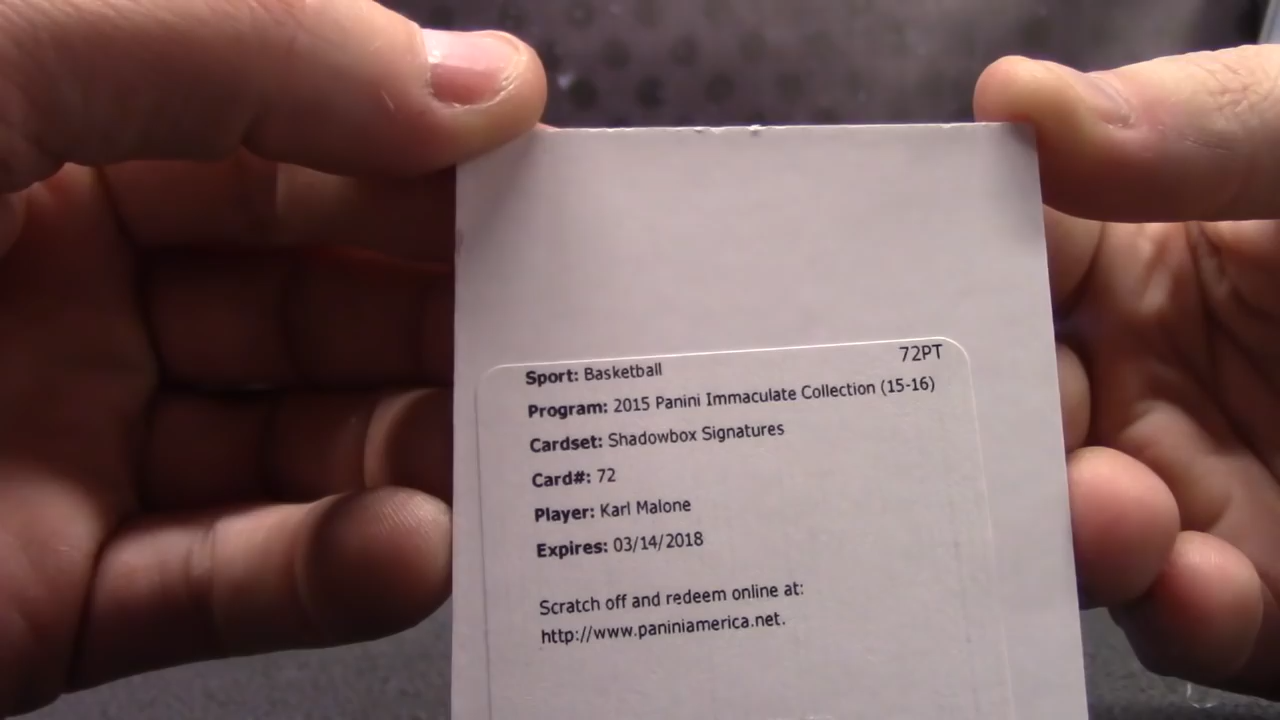 72PT
Sport: Basketball
Program: 2015 Panini Immaculate Collection (15-16)
Cardset: Shadowbox Signatures
Card#: 72
Player: Karl Malone
Expires: 03/14/2018
Scratch off and redeem online at:
http://www.paniniamerica.net.